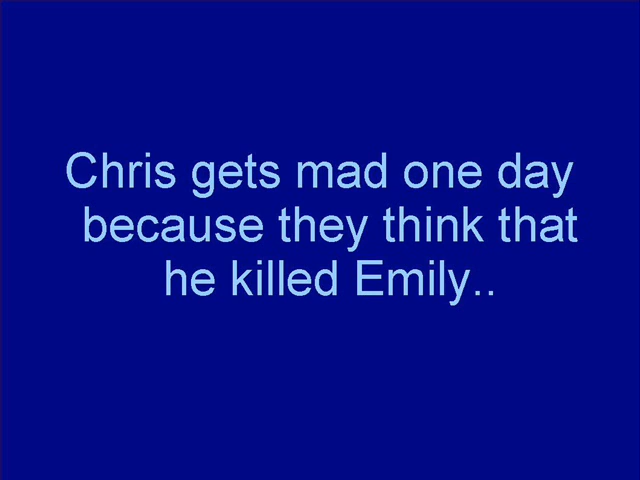 Chris gets mad one day
because they think that
he killed Emily..